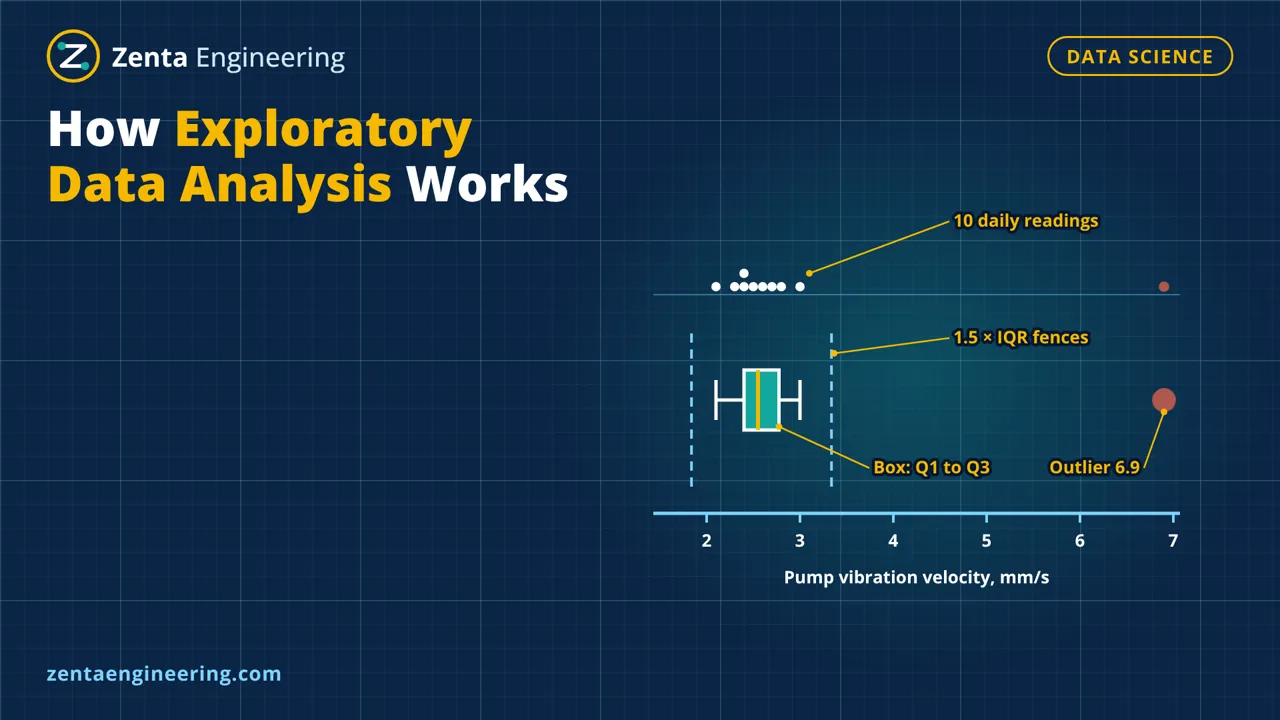 Zenta Engineering
DATA SCIENCE
How Exploratory
Data Analysis Works
10 daily readings
1.5 × IQR fences
Box: Q1 to Q3
Outlier 6.9
2 3 4 5 6 7
Pump vibration velocity, mm/s
zentaengineering.com